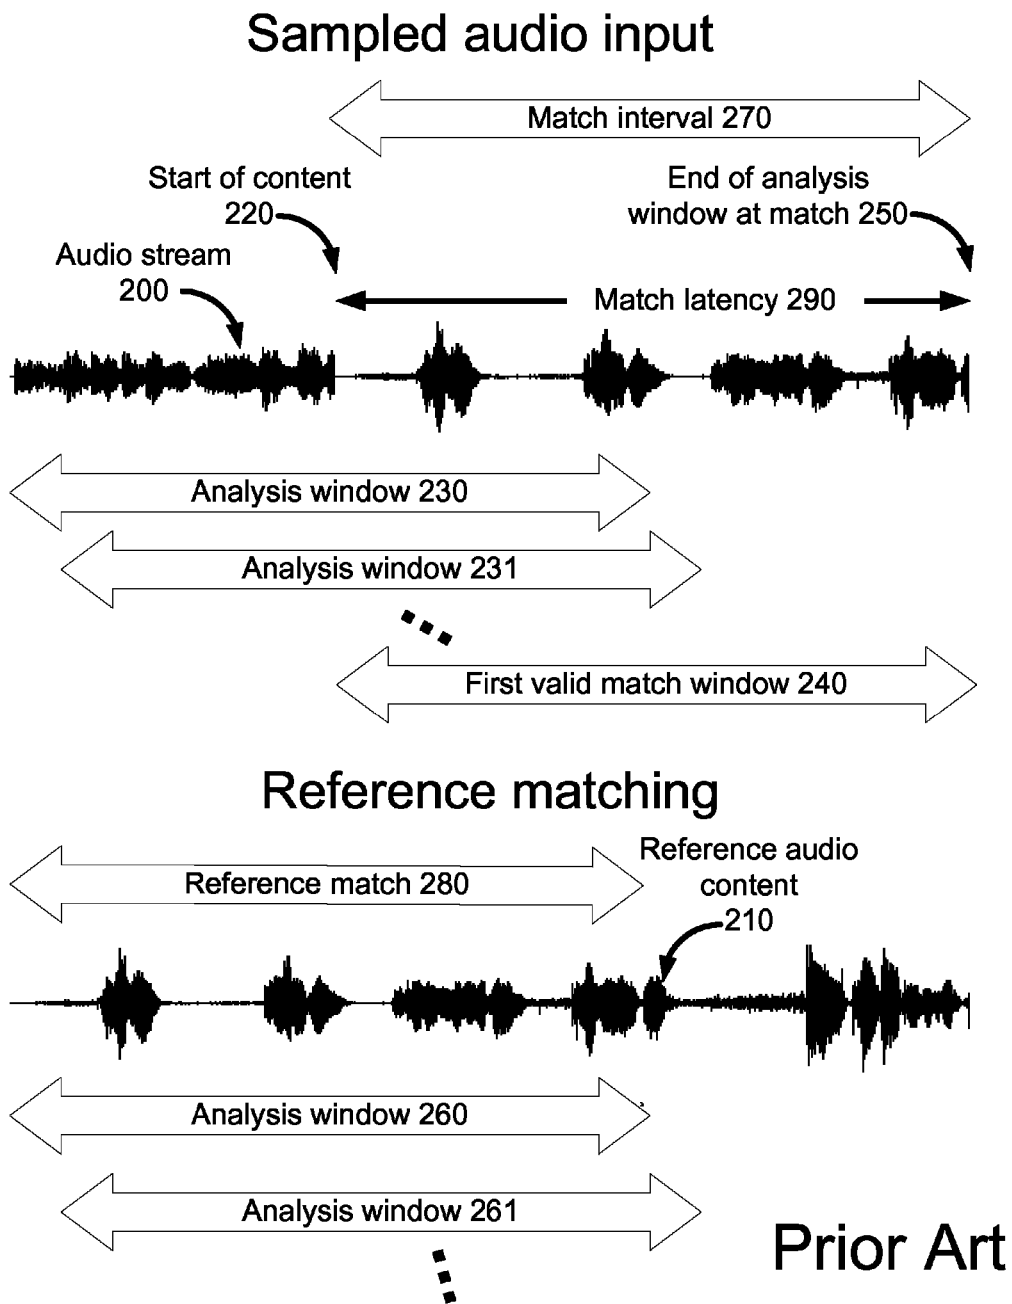 Sampled audio input
Match interval 270
Start of content
220
End of analysis
window at match 250
Audio stream
200
Match latency 290
Analysis window 230
Analysis window 231
First valid match window 240
Reference matching
Reference match 280
Reference audio
content
210
Analysis window 260
Analysis window 261
Prior Art